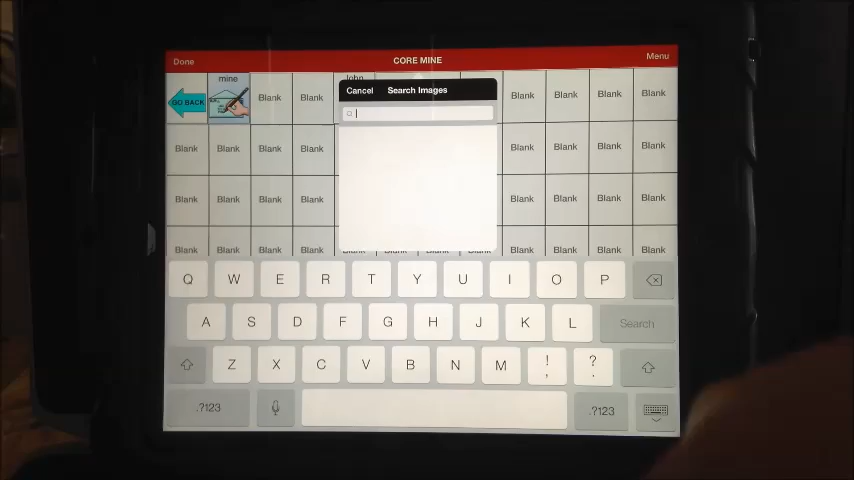 Done CORE MINE Menu
GO BACK mine Blank Blank John Blank Blank Blank Blank
Cancel Search Images
Blank Blank Blank Blank Blank Blank Blank Blank
Blank Blank Blank Blank Blank Blank Blank Blank
Blank Blank Blank Blank Blank Blank Blank Blank Blank Blank Blank Blank
Q W E R T Y U I O P
A S D F G H J K L Search
Z X C V B N M ! , ? .
.?123 .?123